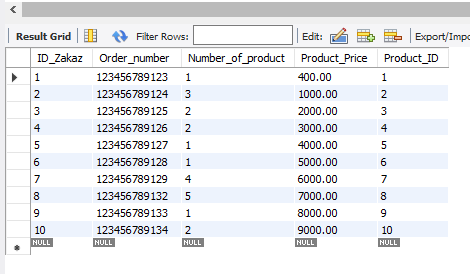 Result Grid Filter Rows: Edit: Export/Impo
ID_Zakaz Order_number Number_of_product Product_Price Product_ID
1 123456789123 1 400.00 1
2 123456789124 3 1000.00 2
3 123456789125 2 2000.00 3
4 123456789126 2 3000.00 4
5 123456789127 1 4000.00 5
6 123456789128 1 5000.00 6
7 123456789129 4 6000.00 7
8 123456789132 5 7000.00 8
9 123456789133 1 8000.00 9
10 123456789134 2 9000.00 10
NULL NULL NULL NULL NULL